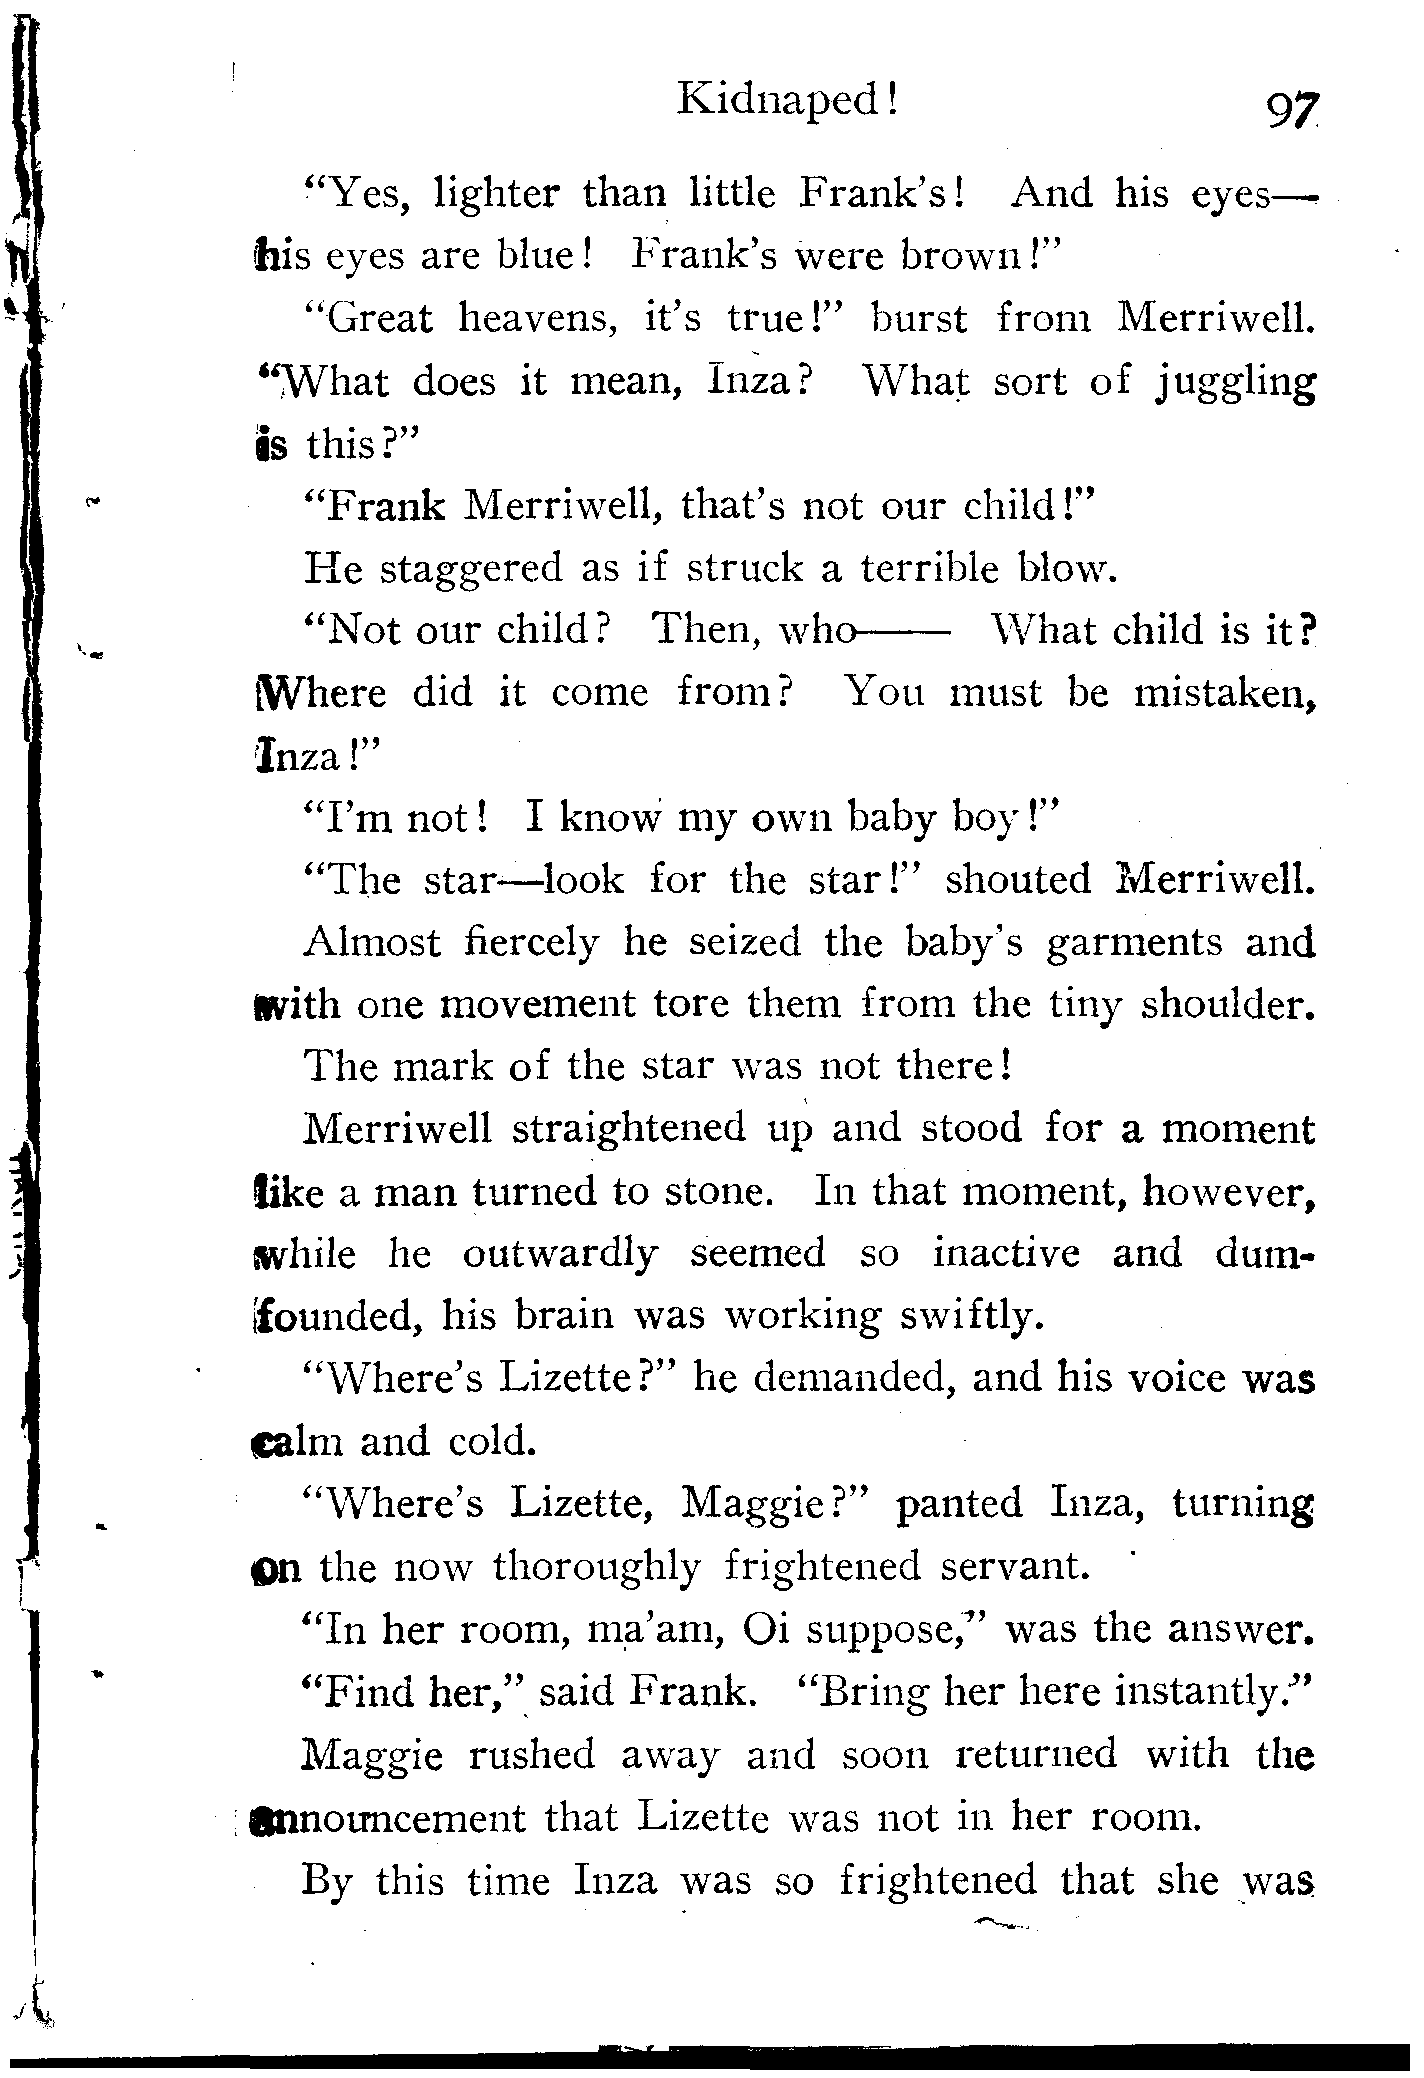 Kidnaped! 97
“Yes, lighter than little Frank’s! And his eyes—
his eyes are blue! Frank’s were brown!”
“Great heavens, it’s true!” burst from Merriwell.
“What does it mean, Inza? What sort of juggling
is this?”
“Frank Merriwell, that’s not our child!”
He staggered as if struck a terrible blow.
“Not our child? Then, who—— What child is it?
Where did it come from? You must be mistaken,
Inza!”
“I’m not! I know my own baby boy!”
“The star—look for the star!” shouted Merriwell.
Almost fiercely he seized the baby’s garments and
with one movement tore them from the tiny shoulder.
The mark of the star was not there!
Merriwell straightened up and stood for a moment
like a man turned to stone. In that moment, however,
while he outwardly seemed so inactive and dum-
founded, his brain was working swiftly.
“Where’s Lizette?” he demanded, and his voice was
calm and cold.
“Where’s Lizette, Maggie?” panted Inza, turning
on the now thoroughly frightened servant.
“In her room, ma’am, Oi suppose,” was the answer.
“Find her,” said Frank. “Bring her here instantly.”
Maggie rushed away and soon returned with the
announcement that Lizette was not in her room.
By this time Inza was so frightened that she was